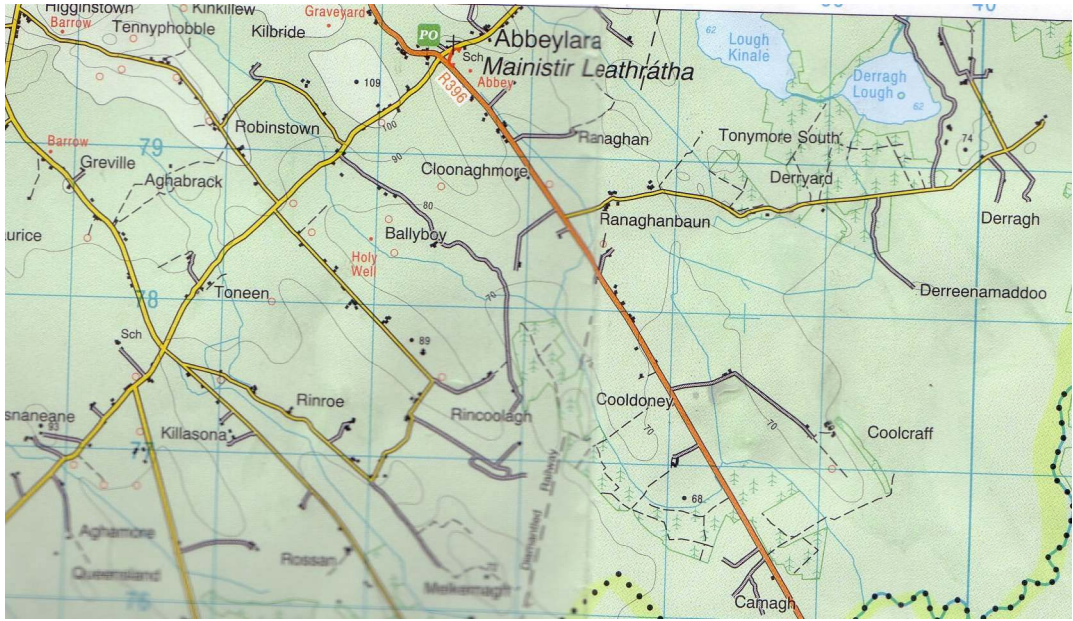 Higginstown
Kinkillew
Graveyard
Barrow
Tennyphobble
Kilbride
PO
Abbeylara
Sch
Mainistir Leathrátha
Abbey
R396
62
Lough
Kinale
Derragh
Lough
62
40
109
100
Robinstown
Ranaghan
Tonymore South
74
79
Barrow
Greville
90
Cloonaghmore
Aghabrack
Derryard
80
Ranaghanbaun
Derragh
urice
Ballyboy
Holy
Well
78
Toneen
70
Derreenamaddoo
Sch
89
Rinroe
Cooldoney
snaneane
93
Killasona
Rincoolagh
70
70
Coolcraff
77
Dismantled Railway
68
Aghamore
Rossan
Queensland
Melkernagh
76
Camagh